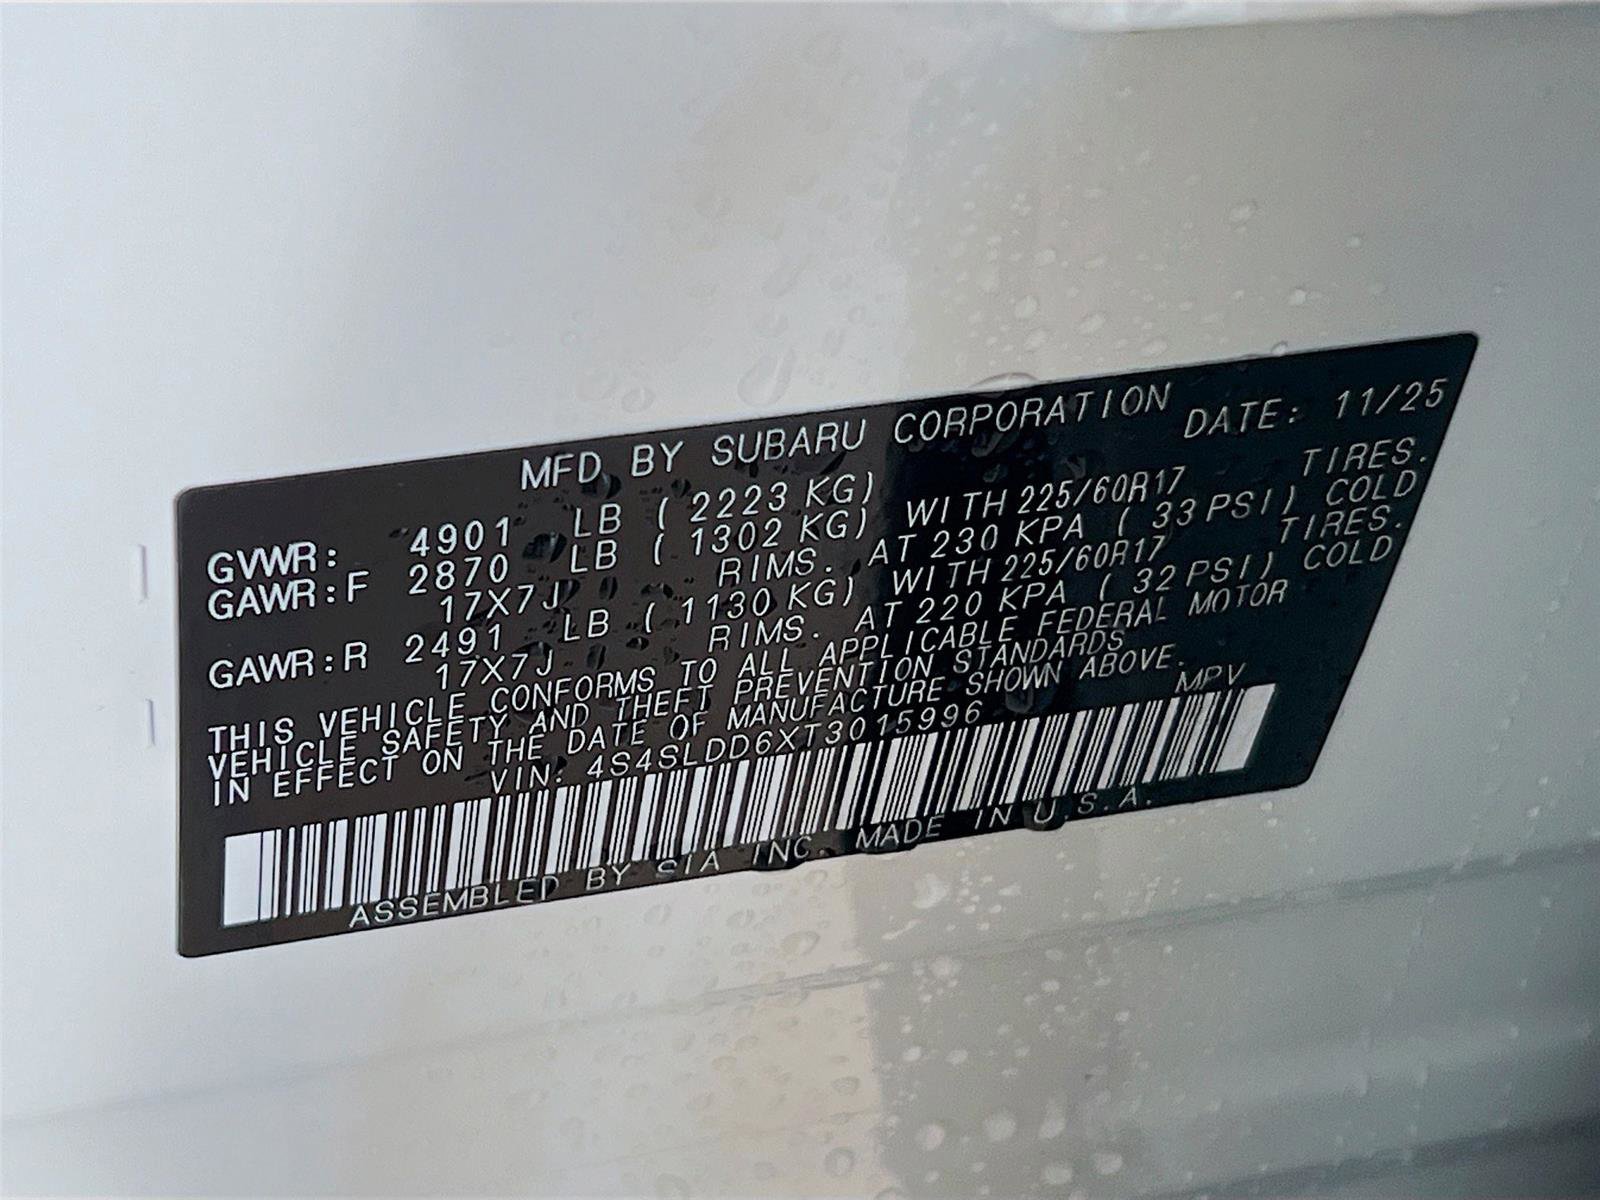 MFD BY SUBARU CORPORATION DATE: 11/25
GVWR: 4901 LB ( 2223 KG)
GAWR:F 2870 LB ( 1302 KG) WITH 225/60R17 TIRES.
17X7J RIMS. AT 230 KPA ( 33 PSI) COLD
GAWR:R 2491 LB ( 1130 KG) WITH 225/60R17 TIRES.
17X7J RIMS. AT 220 KPA ( 32 PSI) COLD
THIS VEHICLE CONFORMS TO ALL APPLICABLE FEDERAL MOTOR
VEHICLE SAFETY AND THEFT PREVENTION STANDARDS
IN EFFECT ON THE DATE OF MANUFACTURE SHOWN ABOVE.
VIN: 4S4SLDD6XT3015996 MPV
ASSEMBLED BY SIA INC. MADE IN U.S.A.